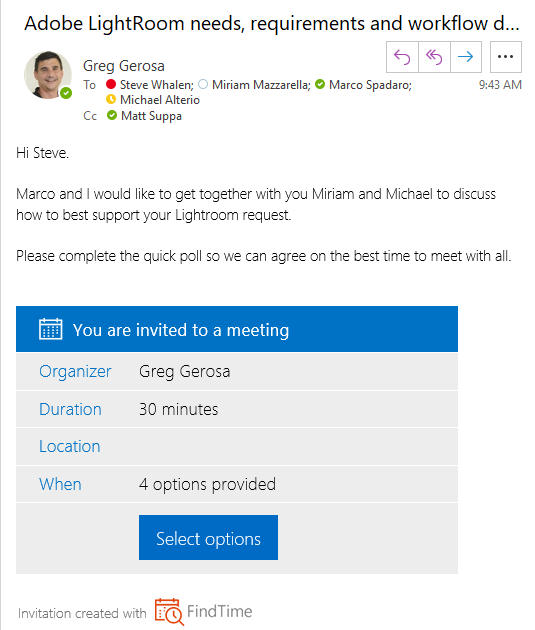 Adobe LightRoom needs, requirements and workflow d...
Greg Gerosa
To Steve Whalen; Miriam Mazzarella; Marco Spadaro; 9:43 AM
Michael Alterio
Cc Matt Suppa
Hi Steve.
Marco and I would like to get together with you Miriam and Michael to discuss
how to best support your Lightroom request.
Please complete the quick poll so we can agree on the best time to meet with all.
You are invited to a meeting
Organizer Greg Gerosa
Duration 30 minutes
Location
When 4 options provided
Select options
Invitation created with FindTime